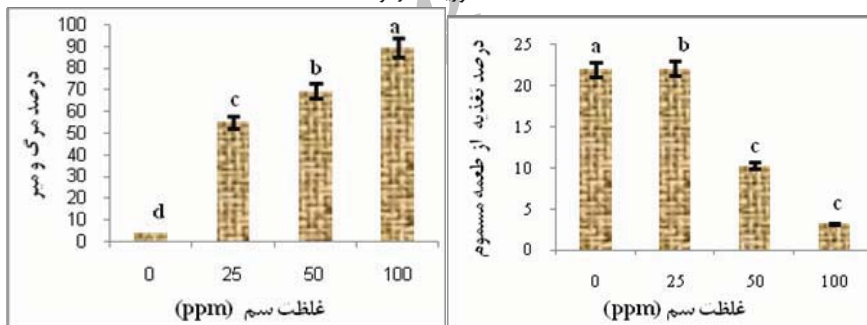 درصد مرگ و میر
100
90
80
70
60
50
40
30
20
10
0
d
c
b
a
0 25 50 100
غلظت سم (ppm)
درصد تغذیه از طعمه مسموم
25
20
15
10
5
0
a
b
c
c
0 25 50 100
غلظت سم (ppm)